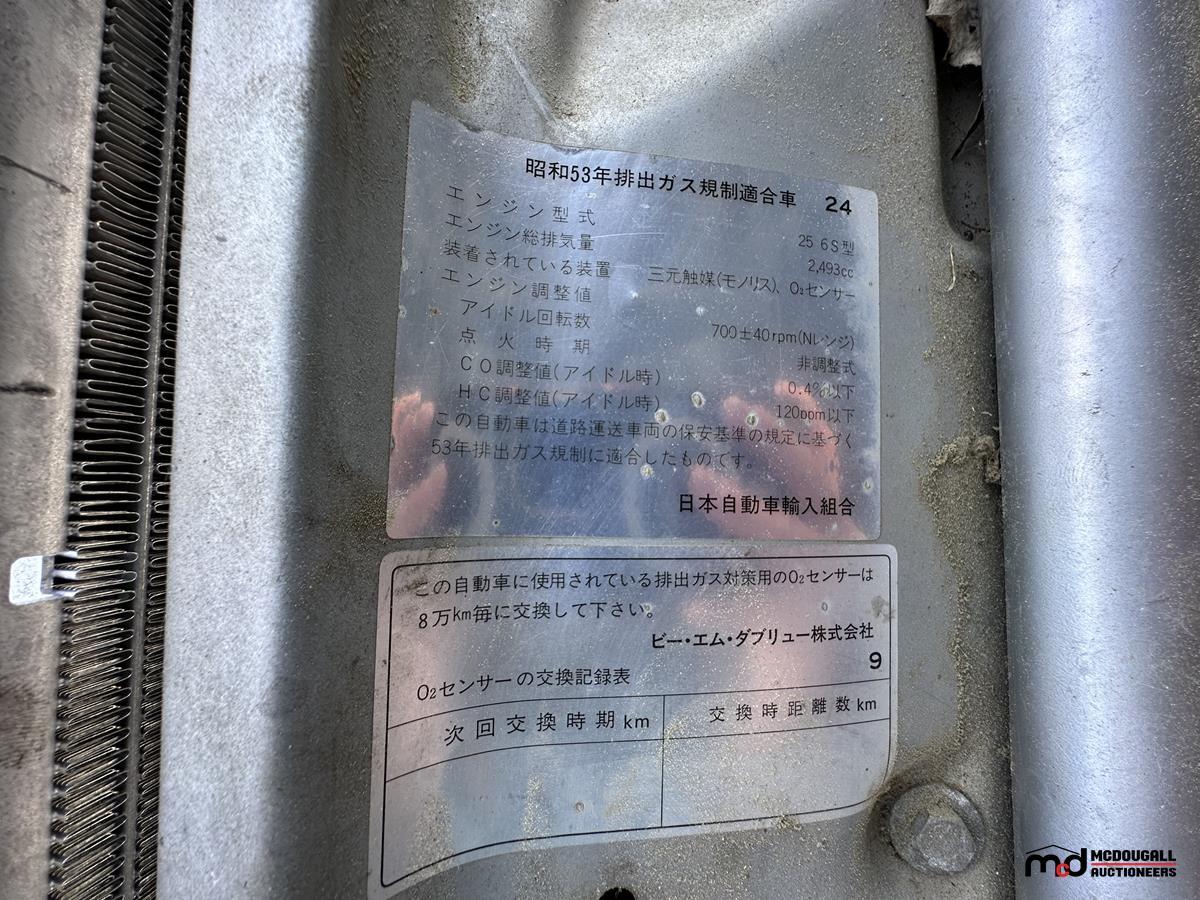 昭和53年排出ガス規制適合車 24
エンジン型式 25 6S型
エンジン総排気量 2,493cc
装着されている装置 三元触媒(モノリス)、O₂センサー
エンジン調整値
アイドル回転数 700±40rpm(Nレンジ)
点火時期 非調整式
CO調整値(アイドル時) 0.4%以下
HC調整値(アイドル時) 120ppm以下
この自動車は道路運送車両の保安基準の規定に基づく
53年排出ガス規制に適合したものです。
日本自動車輸入組合
この自動車に使用されている排出ガス対策用のO₂センサーは
8万km毎に交換して下さい。
ビー・エム・ダブリュー株式会社
9
O₂センサーの交換記録表
次回交換時期km 交換時距離数km
mcd MCDOUGALL
AUCTIONEERS